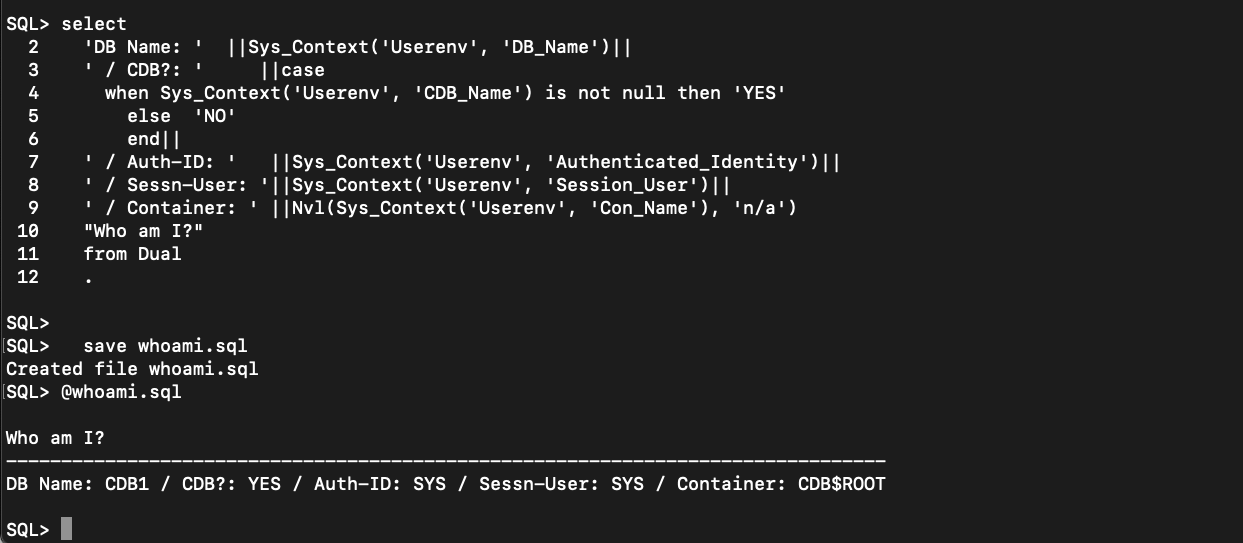 SQL> select
  2    'DB Name: '  ||Sys_Context('Userenv', 'DB_Name')||
  3    ' / CDB?: '     ||case
  4      when Sys_Context('Userenv', 'CDB_Name') is not null then 'YES'
  5        else  'NO'
  6        end||
  7    ' / Auth-ID: '   ||Sys_Context('Userenv', 'Authenticated_Identity')||
  8    ' / Sessn-User: '||Sys_Context('Userenv', 'Session_User')||
  9    ' / Container: ' ||Nvl(Sys_Context('Userenv', 'Con_Name'), 'n/a')
 10    "Who am I?"
 11    from Dual
 12    .
SQL>
SQL>   save whoami.sql
Created file whoami.sql
SQL> @whoami.sql
Who am I?
--------------------------------------------------------------------------------
DB Name: CDB1 / CDB?: YES / Auth-ID: SYS / Sessn-User: SYS / Container: CDB$ROOT
SQL>